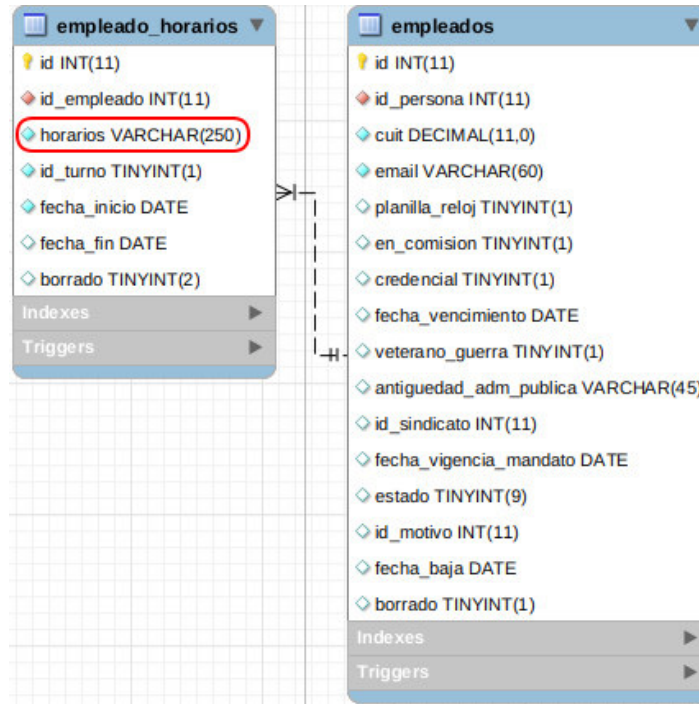 empleado_horarios
id INT(11)
id_empleado INT(11)
horarios VARCHAR(250)
id_turno TINYINT(1)
fecha_inicio DATE
fecha_fin DATE
borrado TINYINT(2)
Indexes
Triggers
empleados
id INT(11)
id_persona INT(11)
cuit DECIMAL(11,0)
email VARCHAR(60)
planilla_reloj TINYINT(1)
en_comision TINYINT(1)
credencial TINYINT(1)
fecha_vencimiento DATE
veterano_guerra TINYINT(1)
antiguedad_adm_publica VARCHAR(45)
id_sindicato INT(11)
fecha_vigencia_mandato DATE
estado TINYINT(9)
id_motivo INT(11)
fecha_baja DATE
borrado TINYINT(1)
Indexes
Triggers